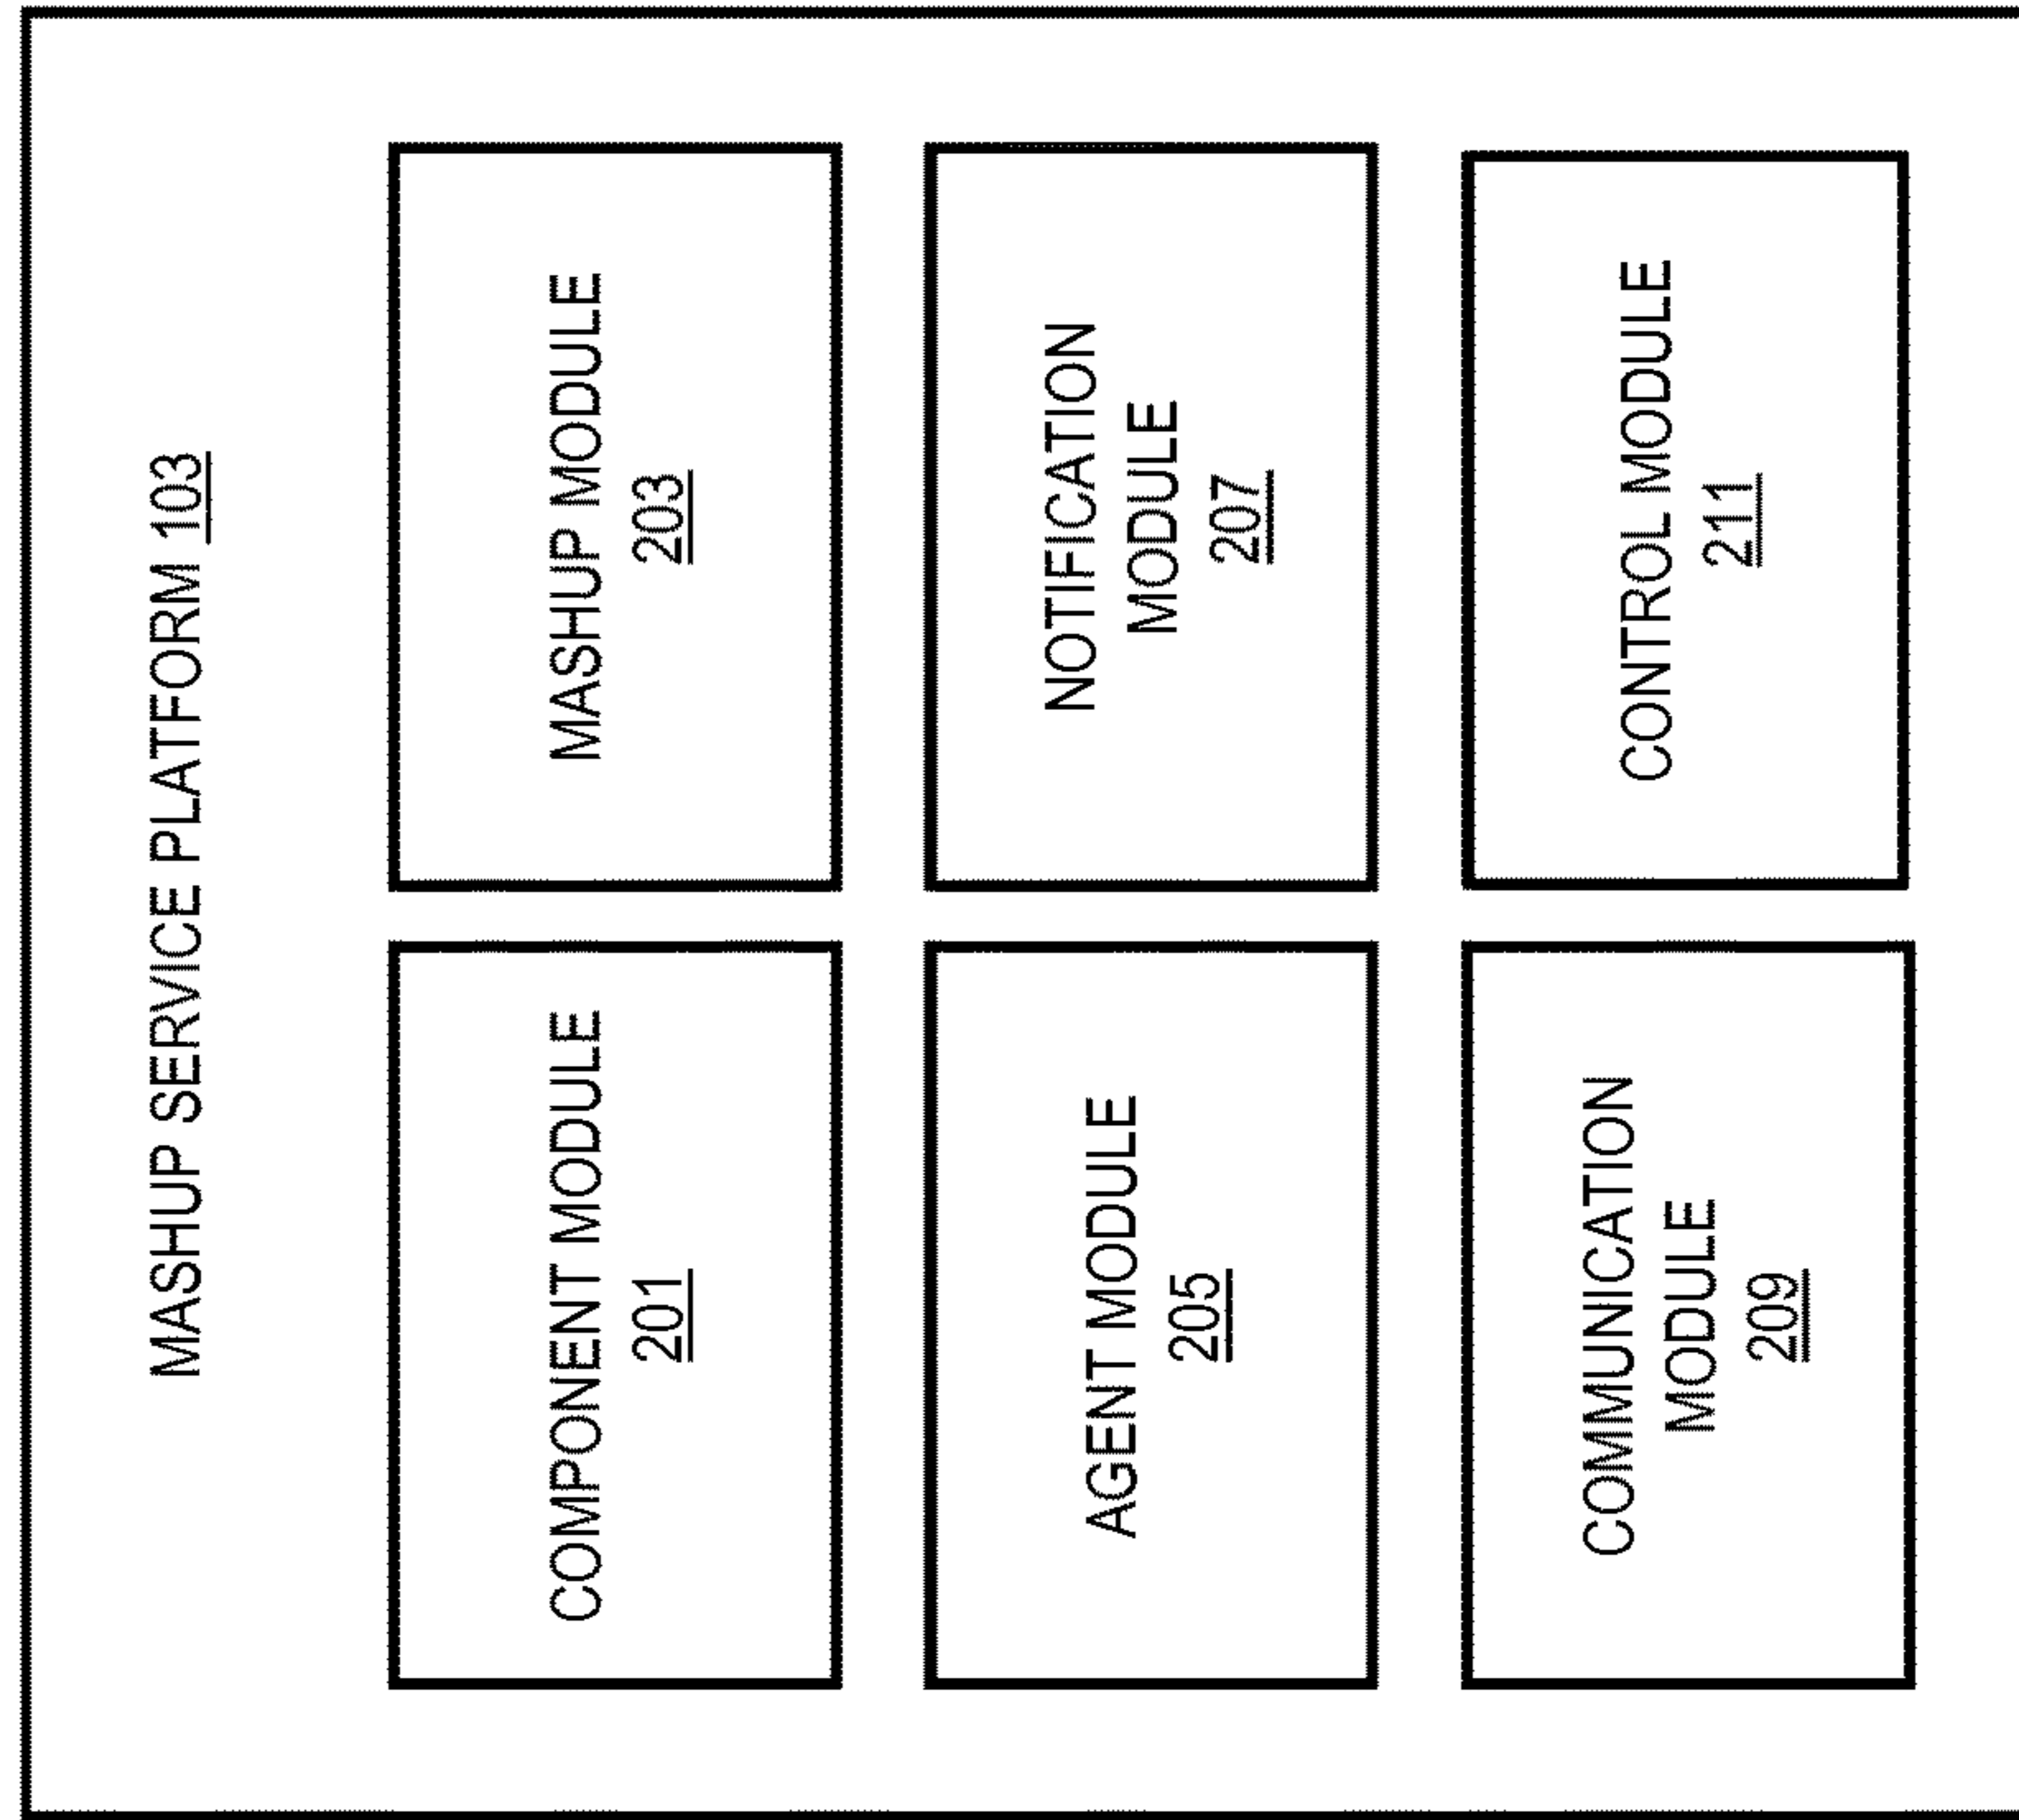 MASHUP SERVICE PLATFORM 103
COMPONENT MODULE
201
MASHUP MODULE
203
AGENT MODULE
205
NOTIFICATION
MODULE
207
COMMUNICATION
MODULE
209
CONTROL MODULE
211